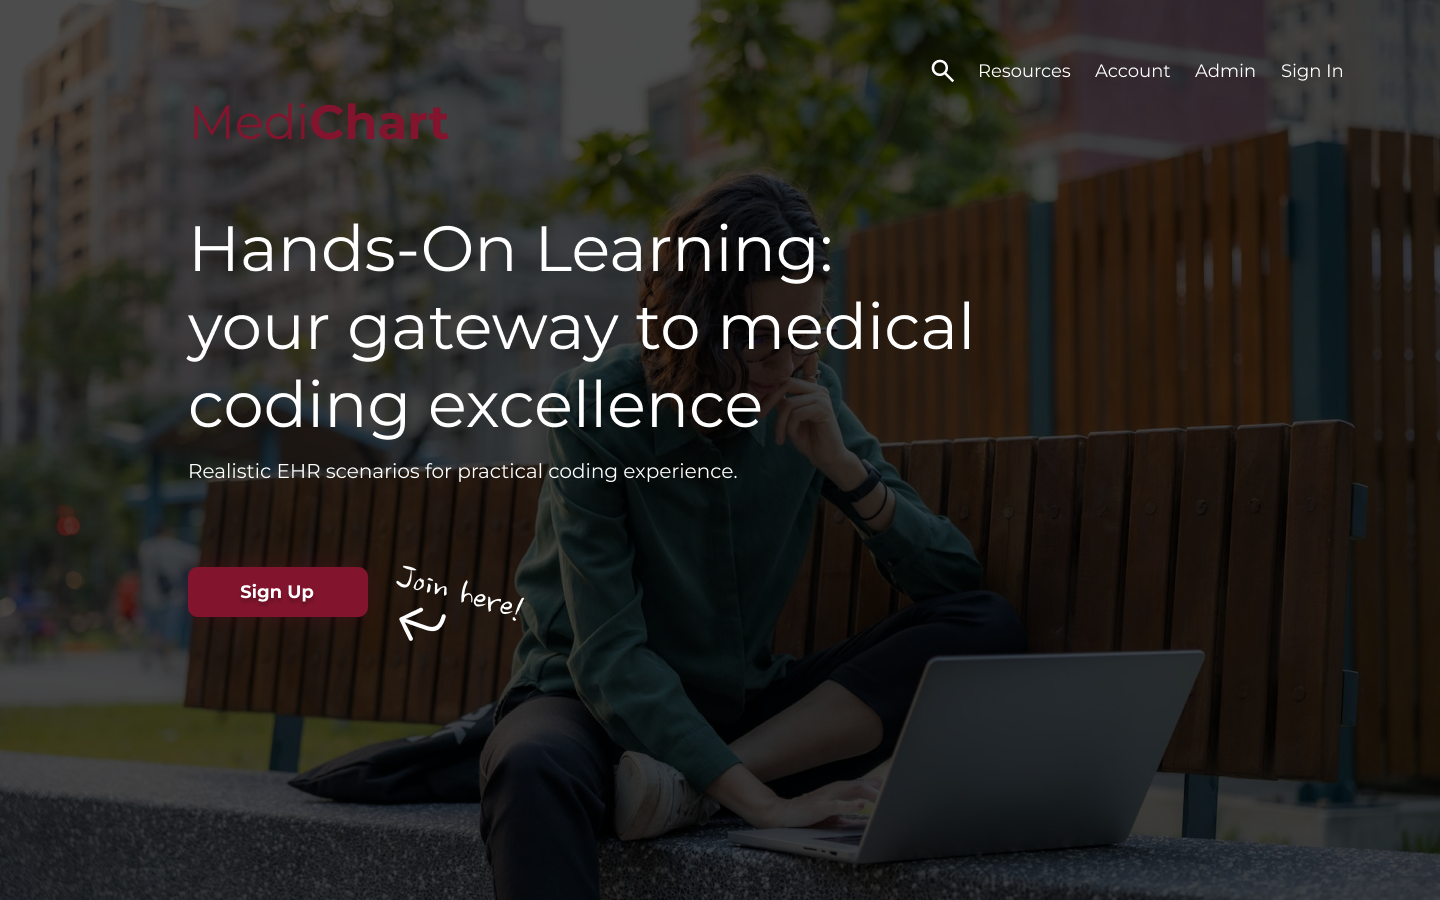 Resources Account Admin Sign In
MediChart
Hands-On Learning:
your gateway to medical
coding excellence
Realistic EHR scenarios for practical coding experience.
Sign Up
Join here!